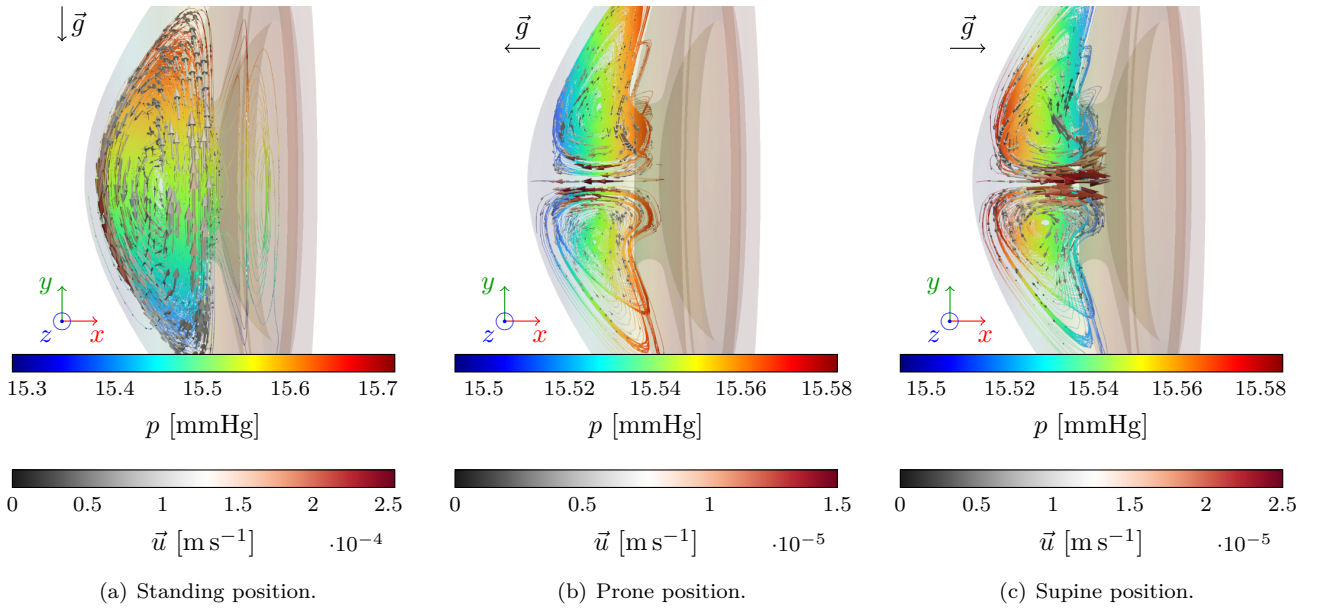 g⃗
g⃗
g⃗
y
z x
y
z x
y
z x
15.3 15.4 15.5 15.6 15.7
p [mmHg]
15.5 15.52 15.54 15.56 15.58
p [mmHg]
15.5 15.52 15.54 15.56 15.58
p [mmHg]
0 0.5 1 1.5 2 2.5
u⃗ [m s⁻¹] ·10⁻⁴
0 0.5 1 1.5
u⃗ [m s⁻¹] ·10⁻⁵
0 0.5 1 1.5 2 2.5
u⃗ [m s⁻¹] ·10⁻⁵
(a) Standing position.
(b) Prone position.
(c) Supine position.